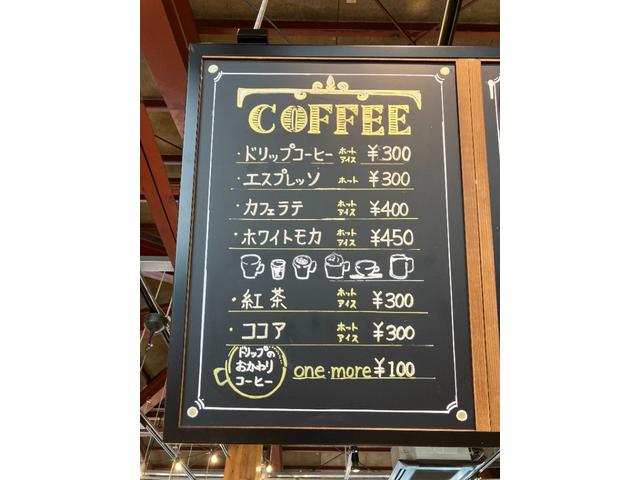 COFFEE
・ドリップコーヒー ホット アイス ¥300
・エスプレッソ ホット ¥300
・カフェラテ ホット アイス ¥400
・ホワイトモカ ホット アイス ¥450
・紅茶 ホット アイス ¥300
・ココア ホット アイス ¥300
ドリップの
おかわり
コーヒー
one more ¥100